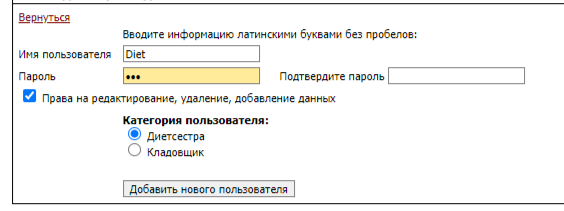 Вернуться
Вводите информацию латинскими буквами без пробелов:
Имя пользователя Diet
Пароль ••• Подтвердите пароль
Права на редактирование, удаление, добавление данных
Категория пользователя:
Диетсестра
Кладовщик
Добавить нового пользователя